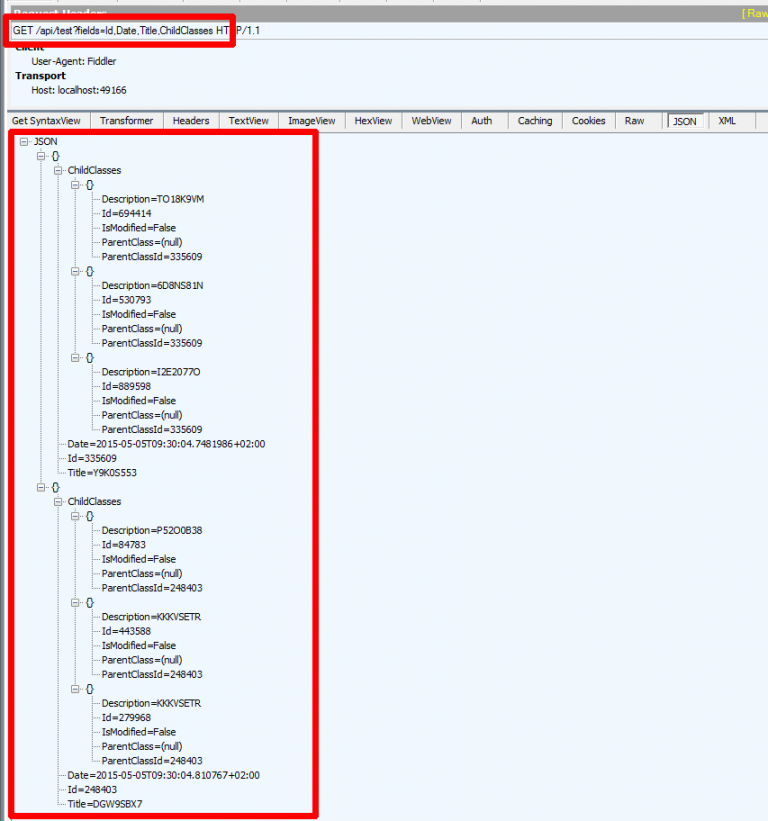 Request Headers
[Raw
GET /api/test?fields=Id,Date,Title,ChildClasses HTTP/1.1
Client
User-Agent: Fiddler
Transport
Host: localhost:49166
Get SyntaxView Transformer Headers TextView ImageView HexView WebView Auth Caching Cookies Raw JSON XML
JSON
{}
ChildClasses
{}
Description=TO18K9VM
Id=694414
IsModified=False
ParentClass=(null)
ParentClassId=335609
{}
Description=6D8NS81N
Id=530793
IsModified=False
ParentClass=(null)
ParentClassId=335609
{}
Description=I2E2077O
Id=889598
IsModified=False
ParentClass=(null)
ParentClassId=335609
Date=2015-05-05T09:30:04.7481986+02:00
Id=335609
Title=Y9K0S553
{}
ChildClasses
{}
Description=P52O0B38
Id=84783
IsModified=False
ParentClass=(null)
ParentClassId=248403
{}
Description=KKKVSETR
Id=443588
IsModified=False
ParentClass=(null)
ParentClassId=248403
{}
Description=KKKVSETR
Id=279968
IsModified=False
ParentClass=(null)
ParentClassId=248403
Date=2015-05-05T09:30:04.810767+02:00
Id=248403
Title=DGW9SBX7